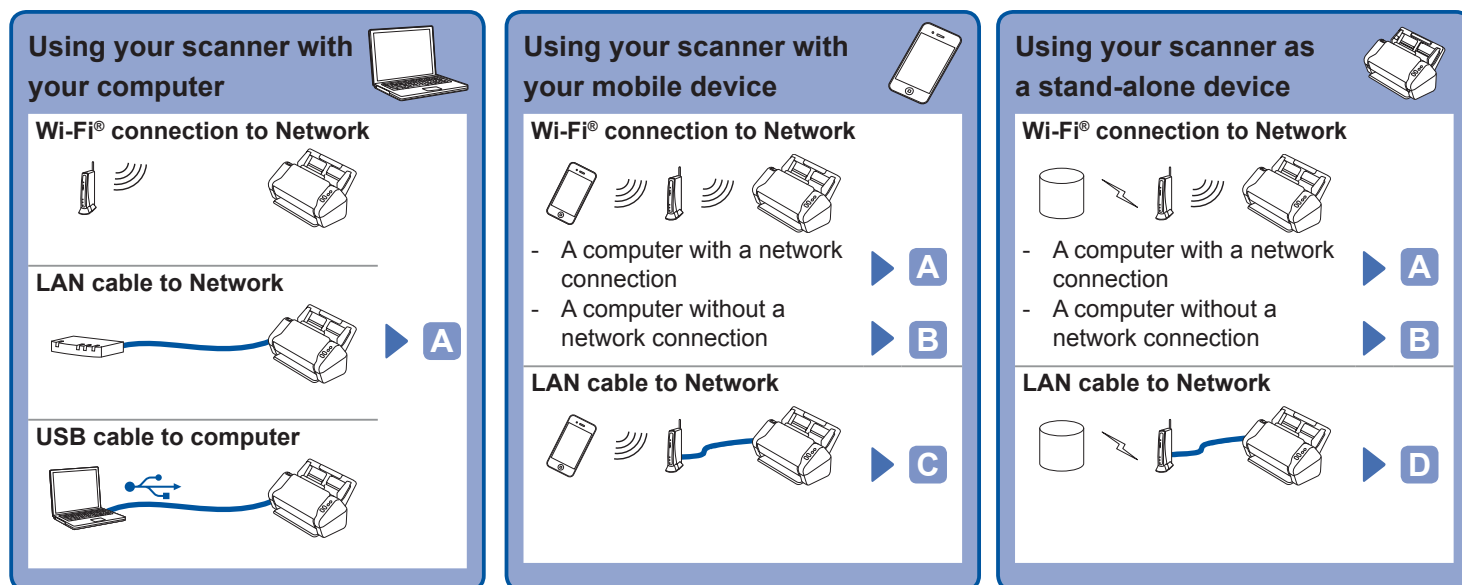 Using your scanner with
your computer
Wi-Fi® connection to Network
LAN cable to Network
A
USB cable to computer
Using your scanner with
your mobile device
Wi-Fi® connection to Network
- A computer with a network
connection
A
- A computer without a
network connection
B
LAN cable to Network
C
Using your scanner as
a stand-alone device
Wi-Fi® connection to Network
- A computer with a network
connection
A
- A computer without a
network connection
B
LAN cable to Network
D